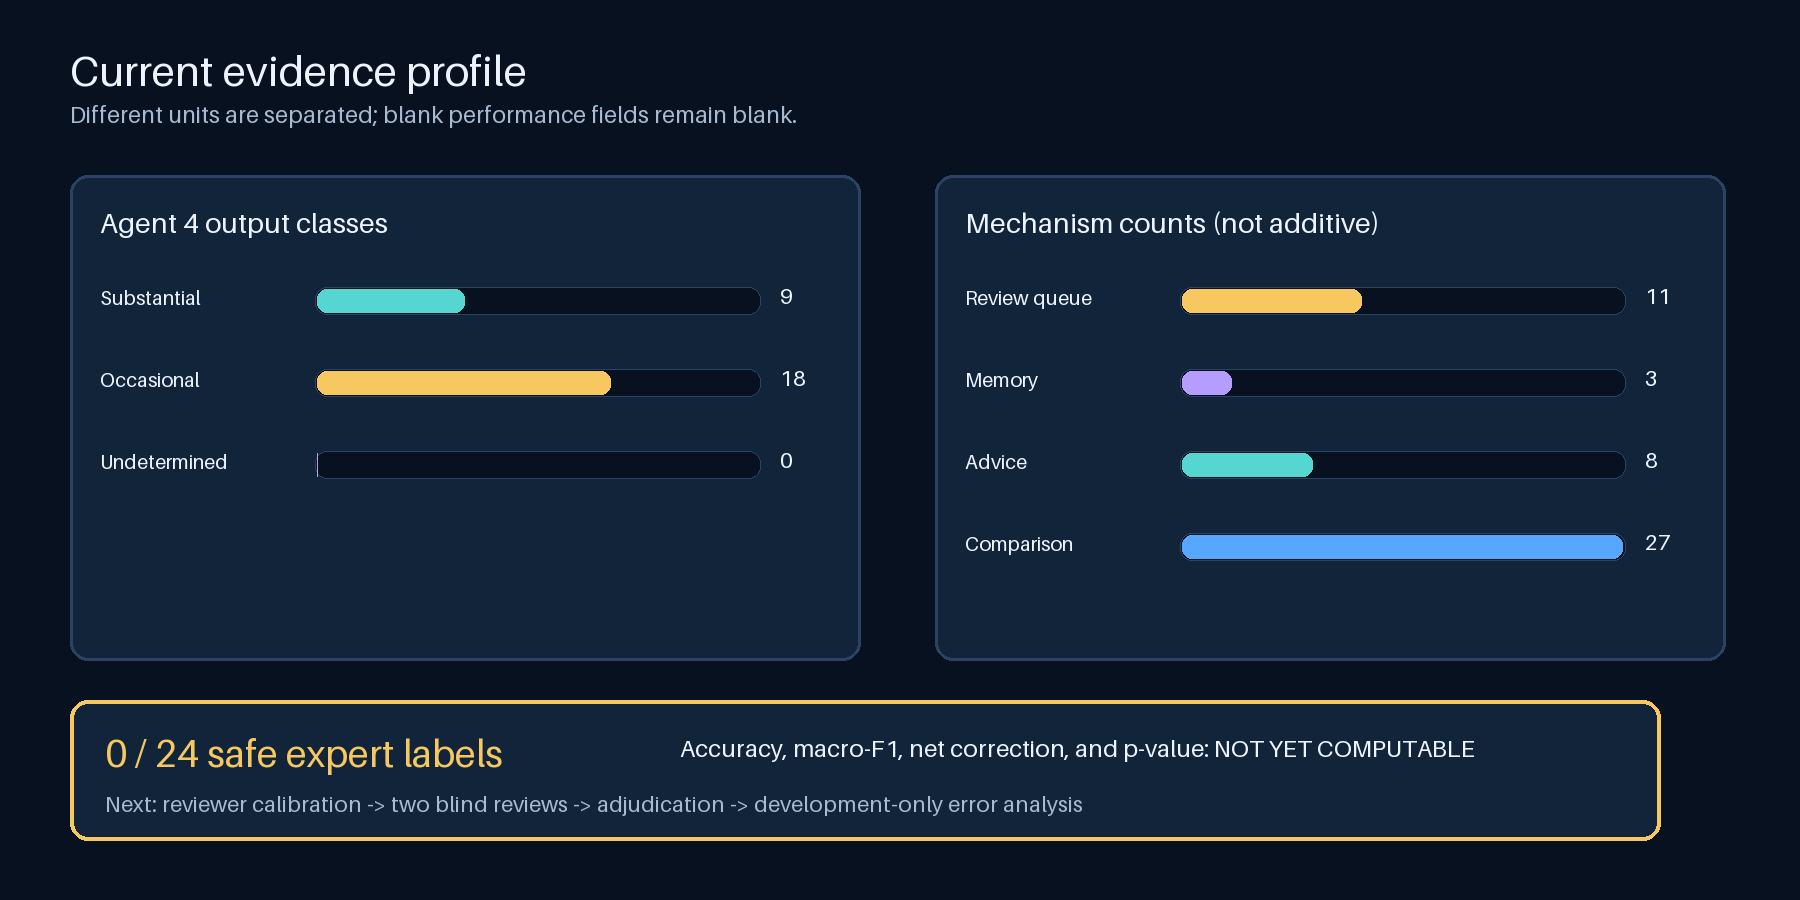 Current evidence profile
Different units are separated; blank performance fields remain blank.
Agent 4 output classes
Substantial 9
Occasional 18
Undetermined 0
Mechanism counts (not additive)
Review queue 11
Memory 3
Advice 8
Comparison 27
0 / 24 safe expert labels
Accuracy, macro-F1, net correction, and p-value: NOT YET COMPUTABLE
Next: reviewer calibration -> two blind reviews -> adjudication -> development-only error analysis